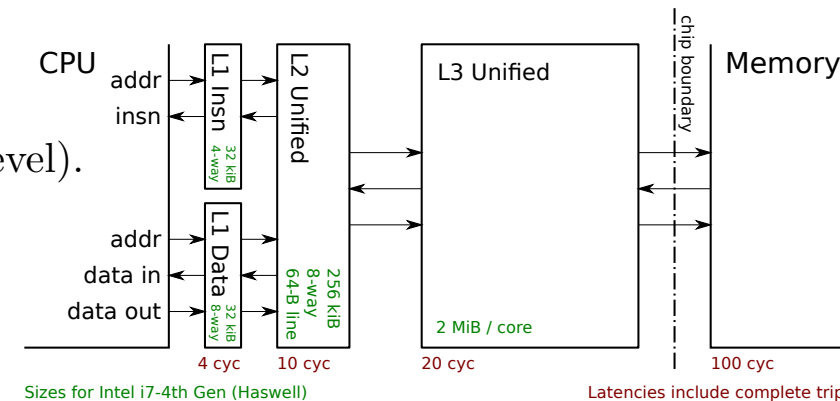 CPU
addr
insn
evel).
addr
data in
data out
L1 Insn
32 kiB
4-way
L1 Data
32 kiB
8-way
L2 Unified
256 kiB
8-way
64-B line
L3 Unified
2 MiB / core
chip boundary
Memory
4 cyc
10 cyc
20 cyc
100 cyc
Sizes for Intel i7-4th Gen (Haswell)
Latencies include complete trip